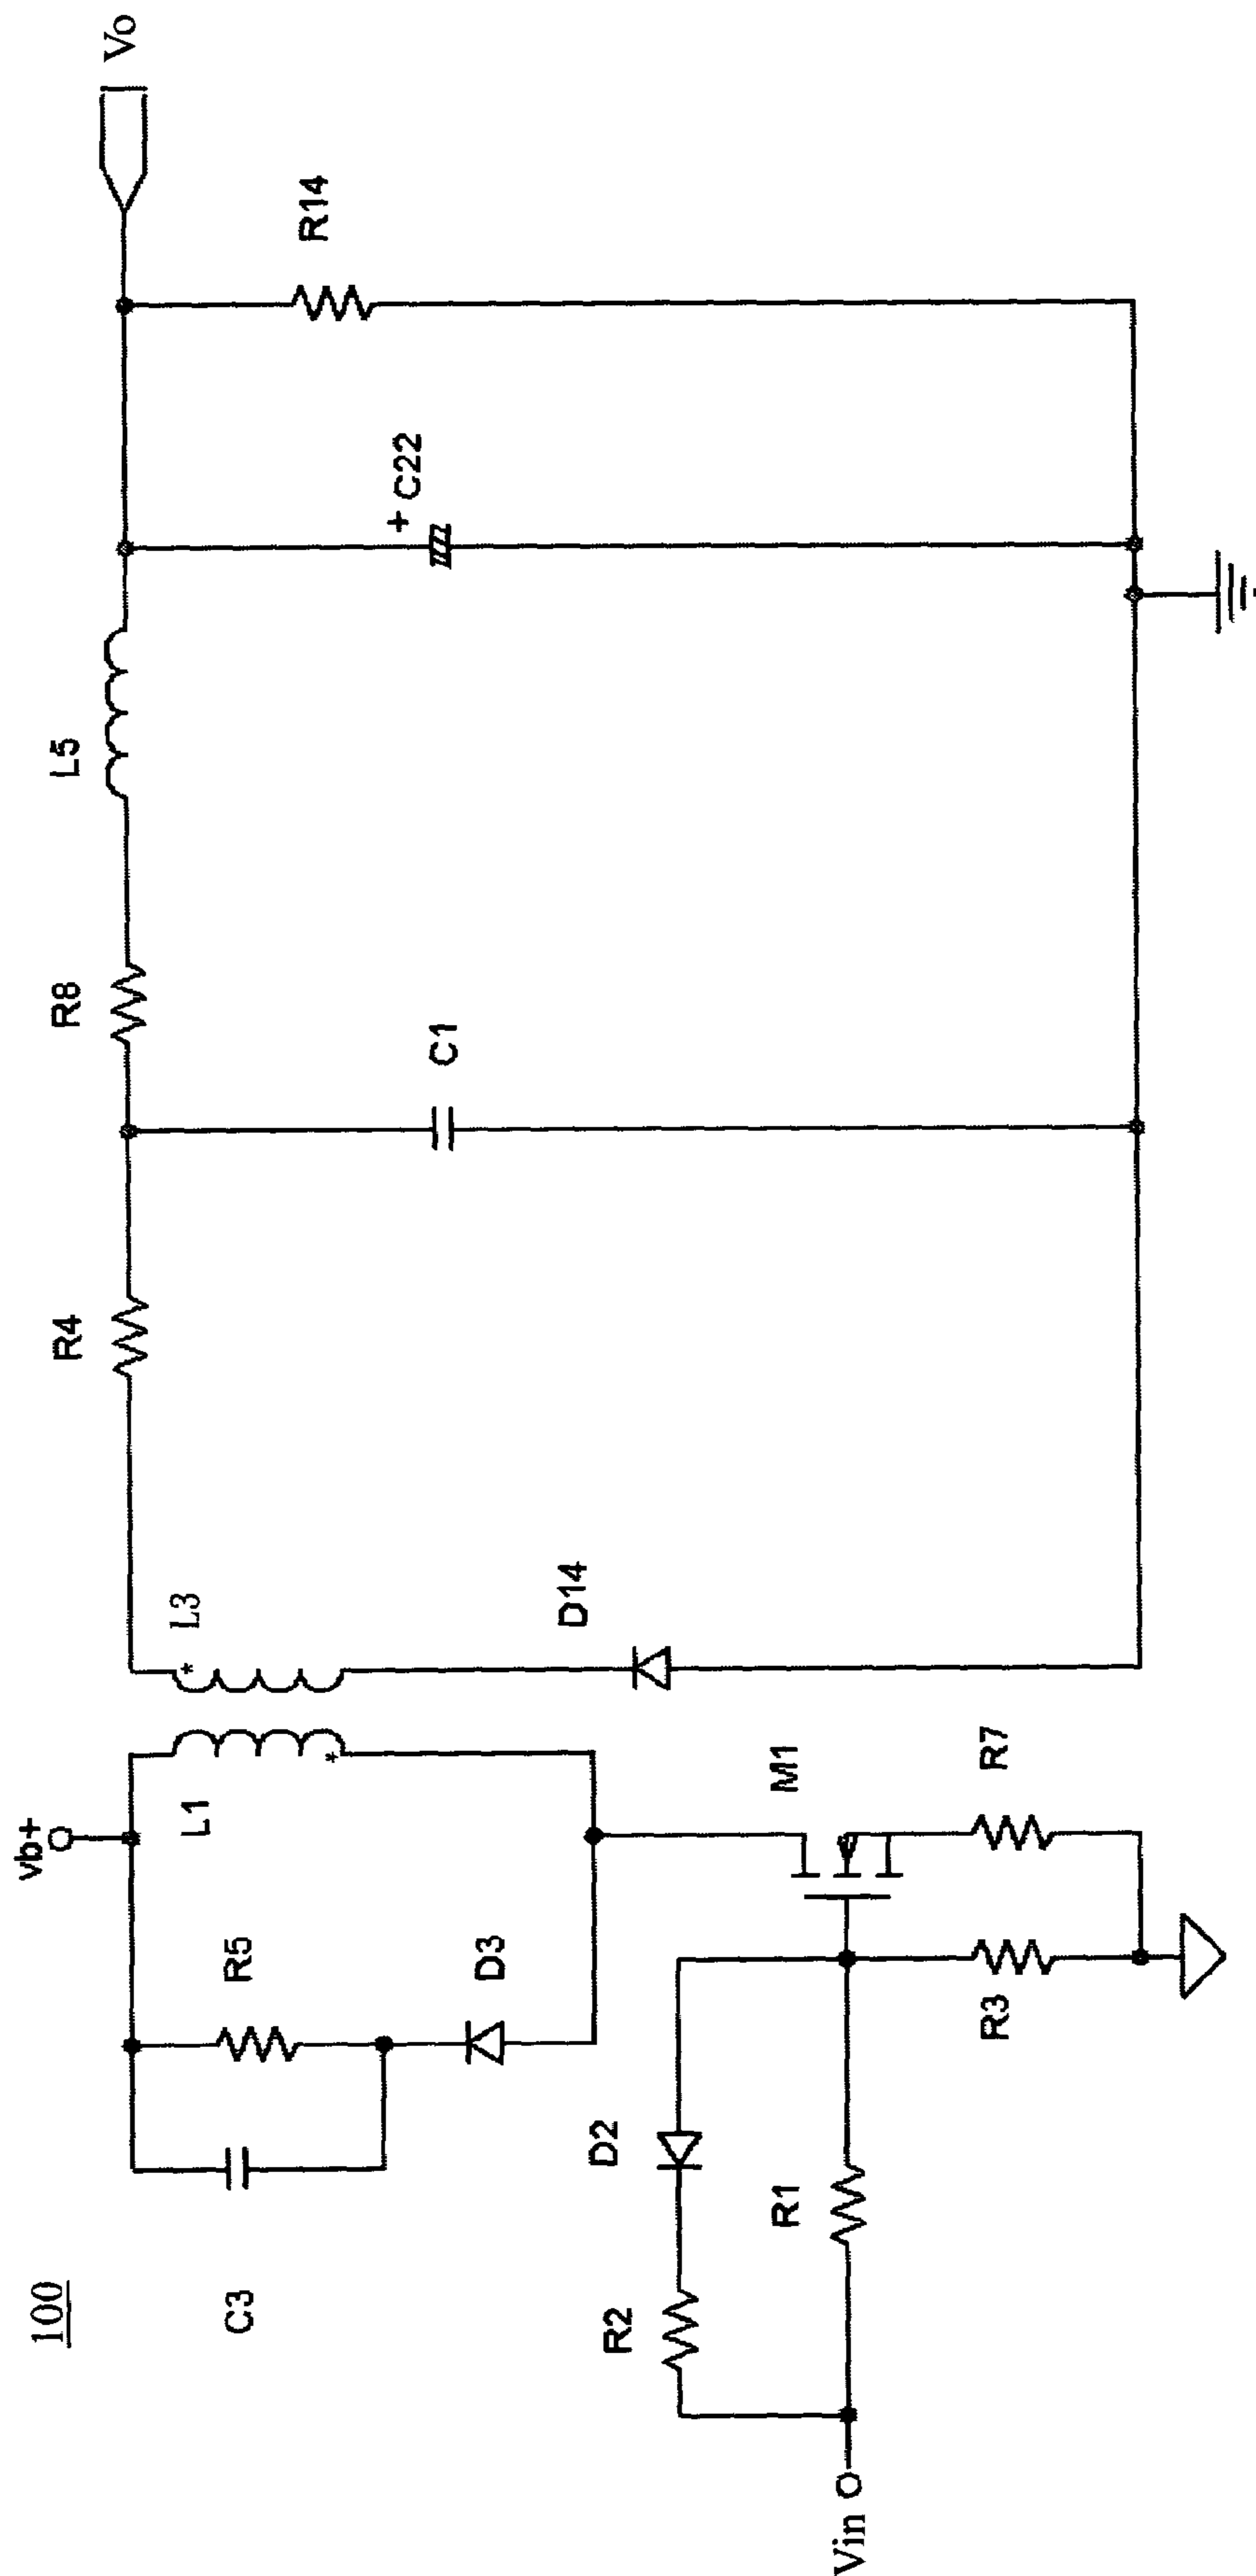 100
Vin
R2
R1
D2
C3
R5
D3
vb+
L1
R3
R7
M1
L3
D14
R4
C1
R8
L5
+ C22
R14
Vo
*
*